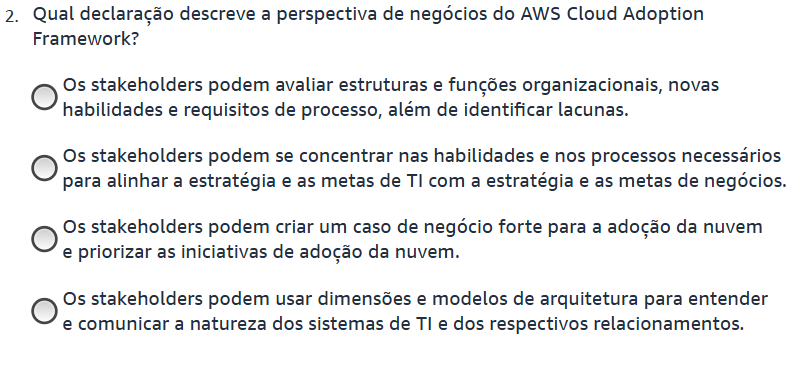 2. Qual declaração descreve a perspectiva de negócios do AWS Cloud Adoption
Framework?
Os stakeholders podem avaliar estruturas e funções organizacionais, novas
habilidades e requisitos de processo, além de identificar lacunas.
Os stakeholders podem se concentrar nas habilidades e nos processos necessários
para alinhar a estratégia e as metas de TI com a estratégia e as metas de negócios.
Os stakeholders podem criar um caso de negócio forte para a adoção da nuvem
e priorizar as iniciativas de adoção da nuvem.
Os stakeholders podem usar dimensões e modelos de arquitetura para entender
e comunicar a natureza dos sistemas de TI e dos respectivos relacionamentos.